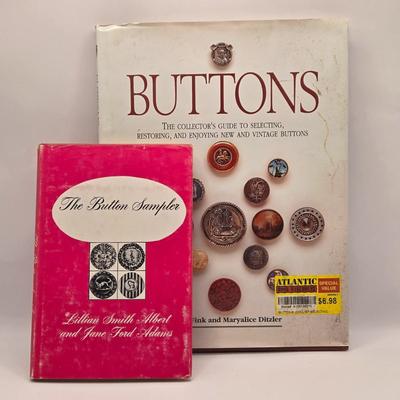 BUTTONS
THE COLLECTOR'S GUIDE TO SELECTING,
RESTORING, AND ENJOYING NEW AND VINTAGE BUTTONS
The Button Sampler
Lillian Smith Albert
and Jane Ford Adams
ATLANTIC
SPECIAL
VALUE
$6.98
and Maryalice Ditzler